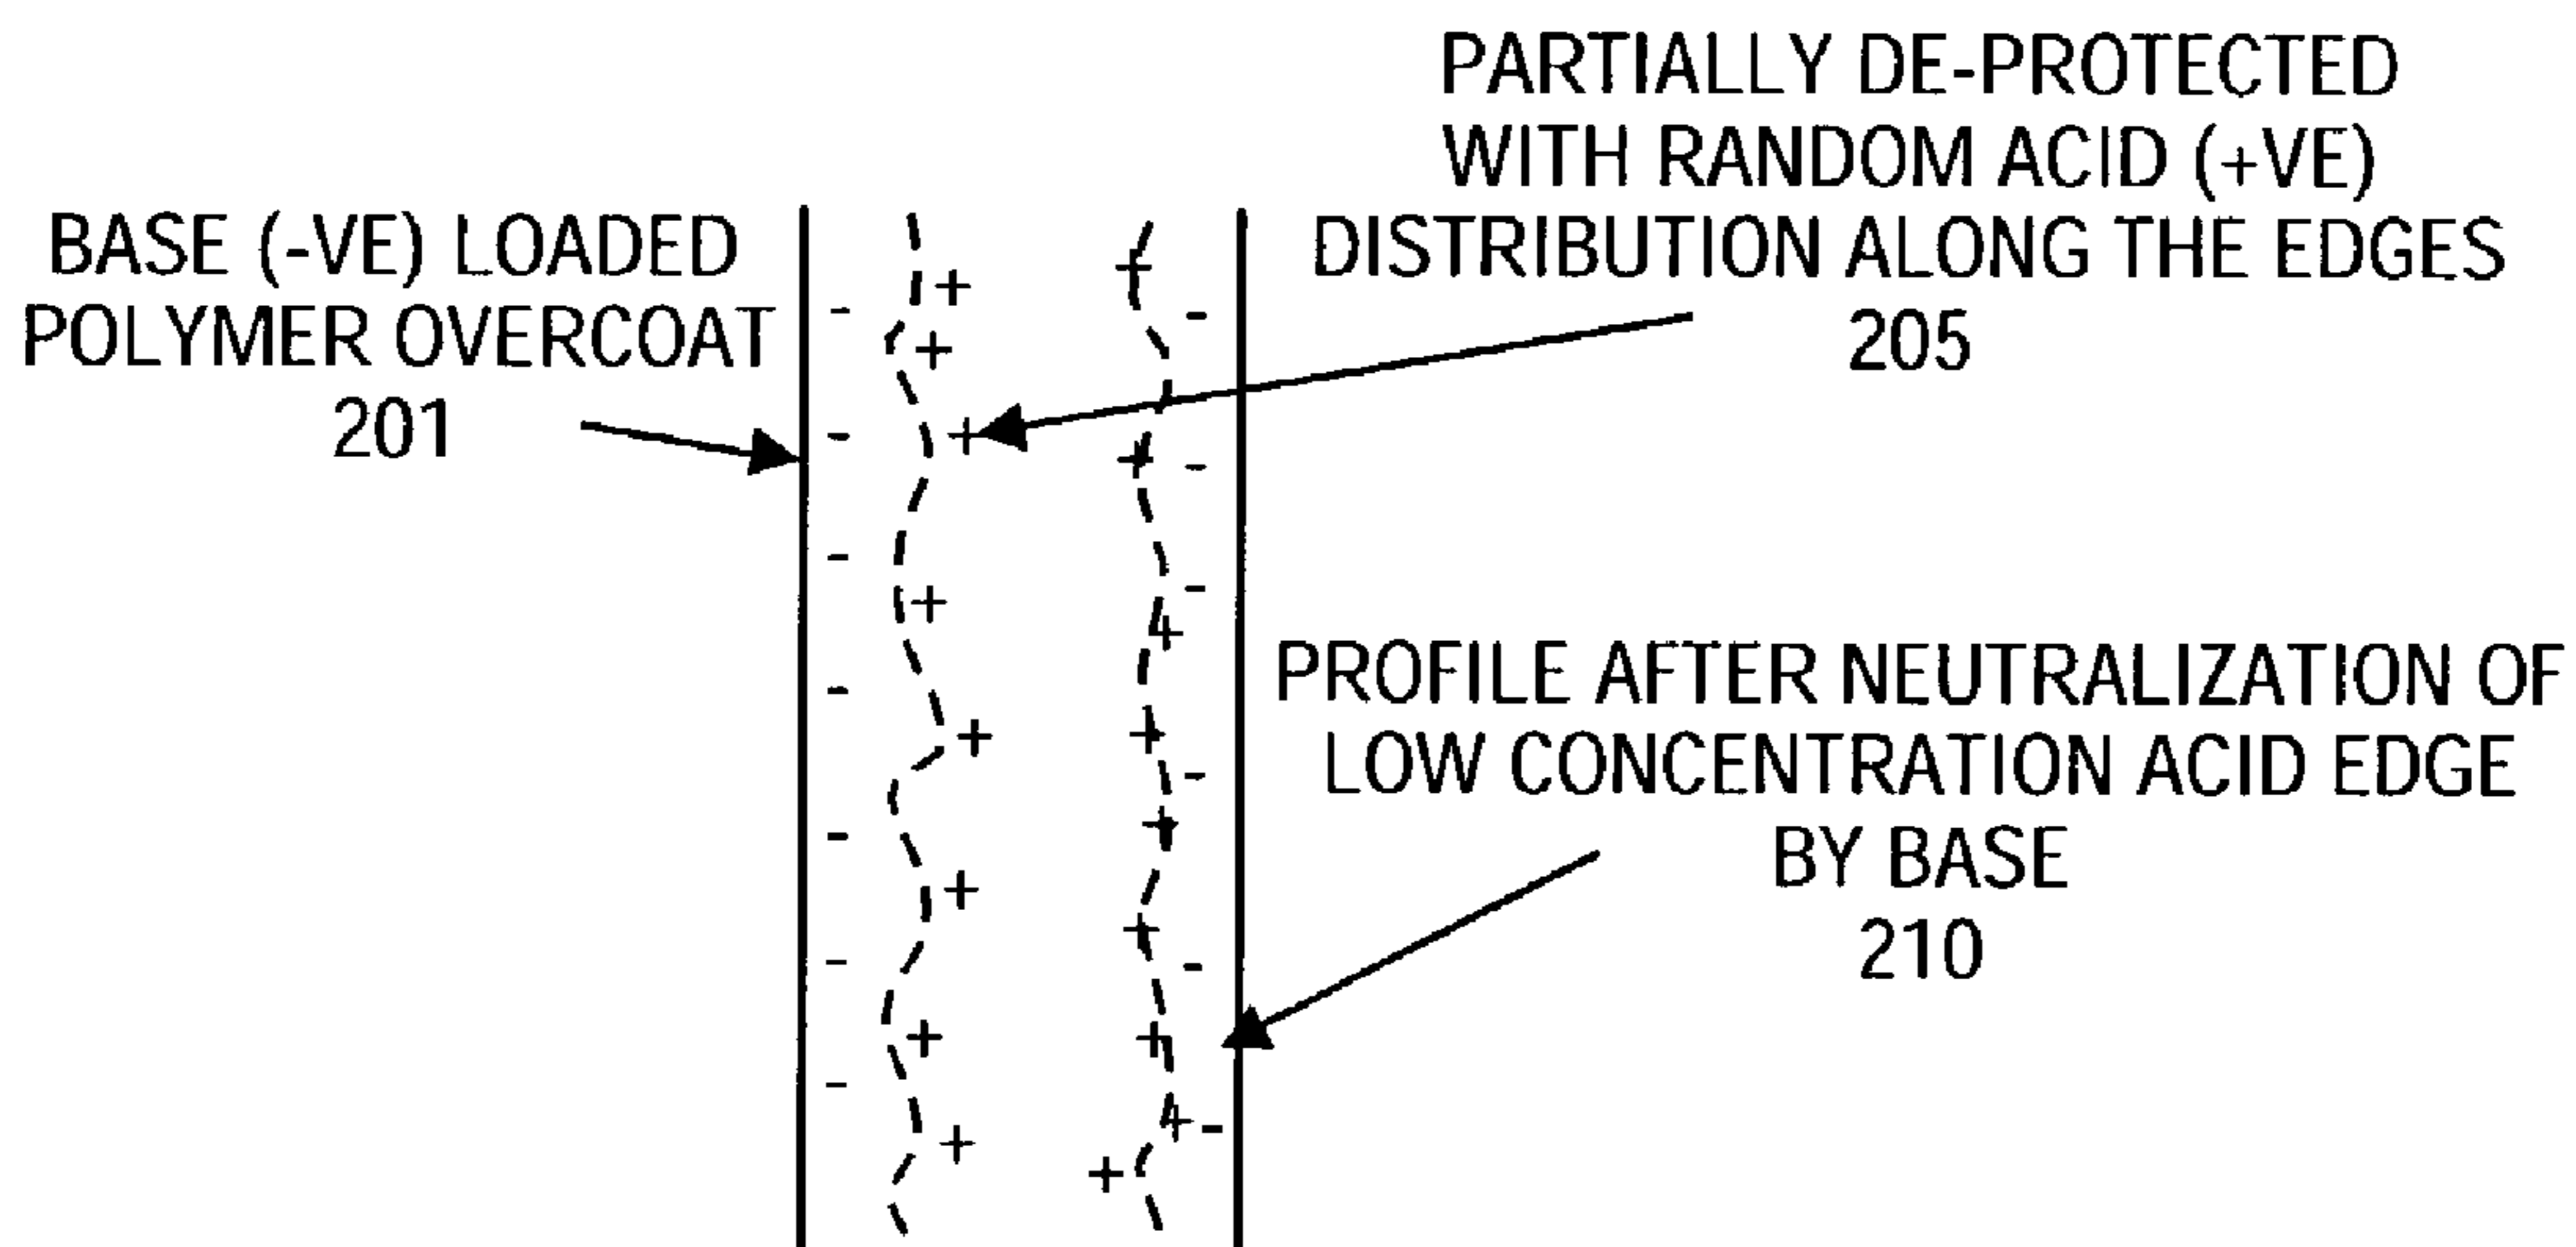 PARTIALLY DE-PROTECTED
WITH RANDOM ACID (+VE)
DISTRIBUTION ALONG THE EDGES
205
BASE (-VE) LOADED
POLYMER OVERCOAT
201
PROFILE AFTER NEUTRALIZATION OF
LOW CONCENTRATION ACID EDGE
BY BASE
210